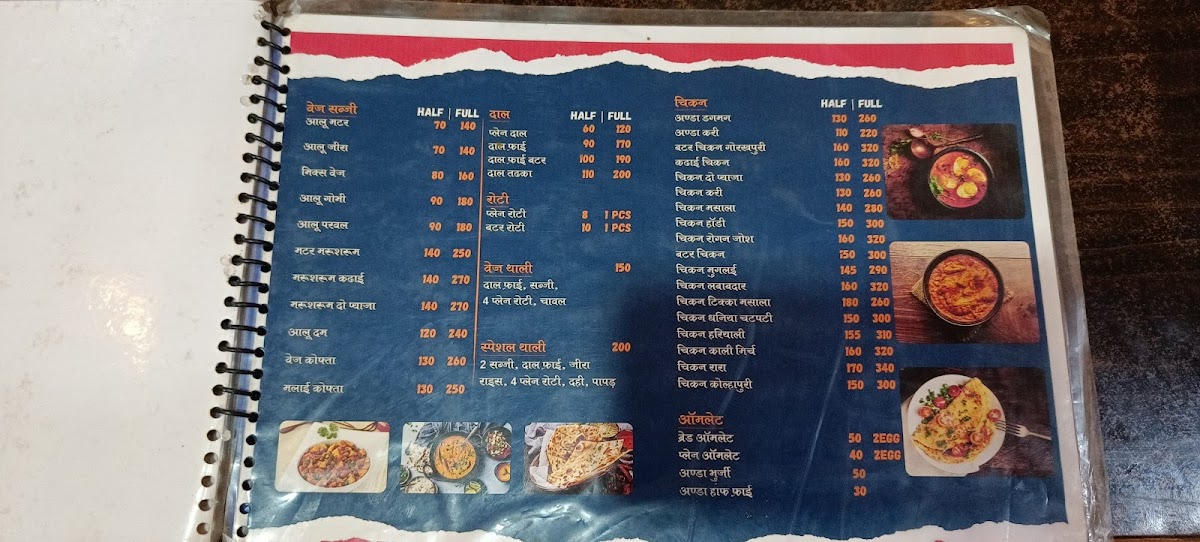 वेज सब्जी HALF | FULL
आलू मटर 70 140
आलू जीरा 70 140
मिक्स वेज 80 160
आलू गोभी 90 180
आलू परवल 90 180
मटर मरूशरूम 140 250
मरूशरूम कढाई 140 270
मरूशरूम दो प्याजा 140 270
आलू दम 120 240
वेज कोफ्ता 130 260
मलाई कोफ्ता 130 250
दाल HALF | FULL
प्लेन दाल 60 120
दाल फ्राई 90 170
दाल फ्राई बटर 100 190
दाल तढका 110 200
रोटी
प्लेन रोटी 8 1 PCS
बटर रोटी 10 1 PCS
वेज थाली 150
दाल फ्राई, सब्जी,
4 प्लेन रोटी, चावल
स्पेशल थाली 200
2 सब्जी, दाल फ्राई, जीरा
राइस, 4 प्लेन रोटी, दही, पापड़
चिकन HALF | FULL
अण्डा डगमग 130 260
अण्डा करी 110 220
बटर चिकन गोरखपुरी 160 320
कढाई चिकन 160 320
चिकन दो प्याजा 130 260
चिकन करी 130 260
चिकन मसाला 140 280
चिकन हाँडी 150 300
चिकन रोगन जोश 160 320
बटर चिकन 150 300
चिकन मुगलई 145 290
चिकन लबाबदार 160 320
चिकन टिक्का मसाला 180 260
चिकन धनिया चटपटी 150 300
चिकन हरियाली 155 310
चिकन काली मिर्च 160 320
चिकन रारा 170 340
चिकन कोल्हापुरी 150 300
ऑमलेट
ब्रेड ऑमलेट 50 2EGG
प्लेन ऑमलेट 40 2EGG
अण्डा भुर्जी 50
अण्डा हाफ फ्राई 30